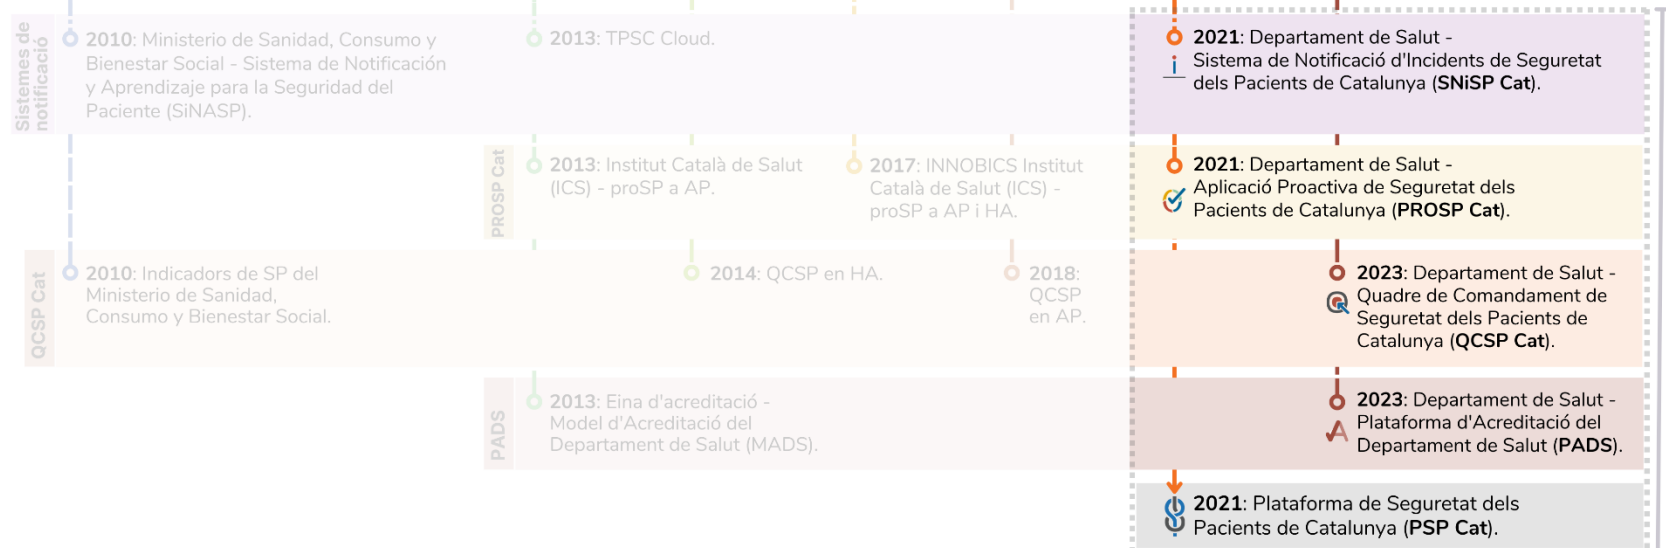 Sistemes de
notificació
2010: Ministerio de Sanidad, Consumo y
Bienestar Social - Sistema de Notificación
y Aprendizaje para la Seguridad del
Paciente (SiNASP).
2013: TPSC Cloud.
2021: Departament de Salut -
Sistema de Notificació d'Incidents de Seguretat
dels Pacients de Catalunya (SNiSP Cat).
PROSP Cat
2013: Institut Català de Salut
(ICS) - proSP a AP.
2017: INNOBICS Institut
Català de Salut (ICS) -
proSP a AP i HA.
2021: Departament de Salut -
Aplicació Proactiva de Seguretat dels
Pacients de Catalunya (PROSP Cat).
QCSP Cat
2010: Indicadors de SP del
Ministerio de Sanidad,
Consumo y Bienestar Social.
2014: QCSP en HA.
2018:
QCSP
en AP.
2023: Departament de Salut -
Quadre de Comandament de
Seguretat dels Pacients de
Catalunya (QCSP Cat).
PADS
2013: Eina d'acreditació -
Model d'Acreditació del
Departament de Salut (MADS).
2023: Departament de Salut -
Plataforma d'Acreditació del
Departament de Salut (PADS).
2021: Plataforma de Seguretat dels
Pacients de Catalunya (PSP Cat).